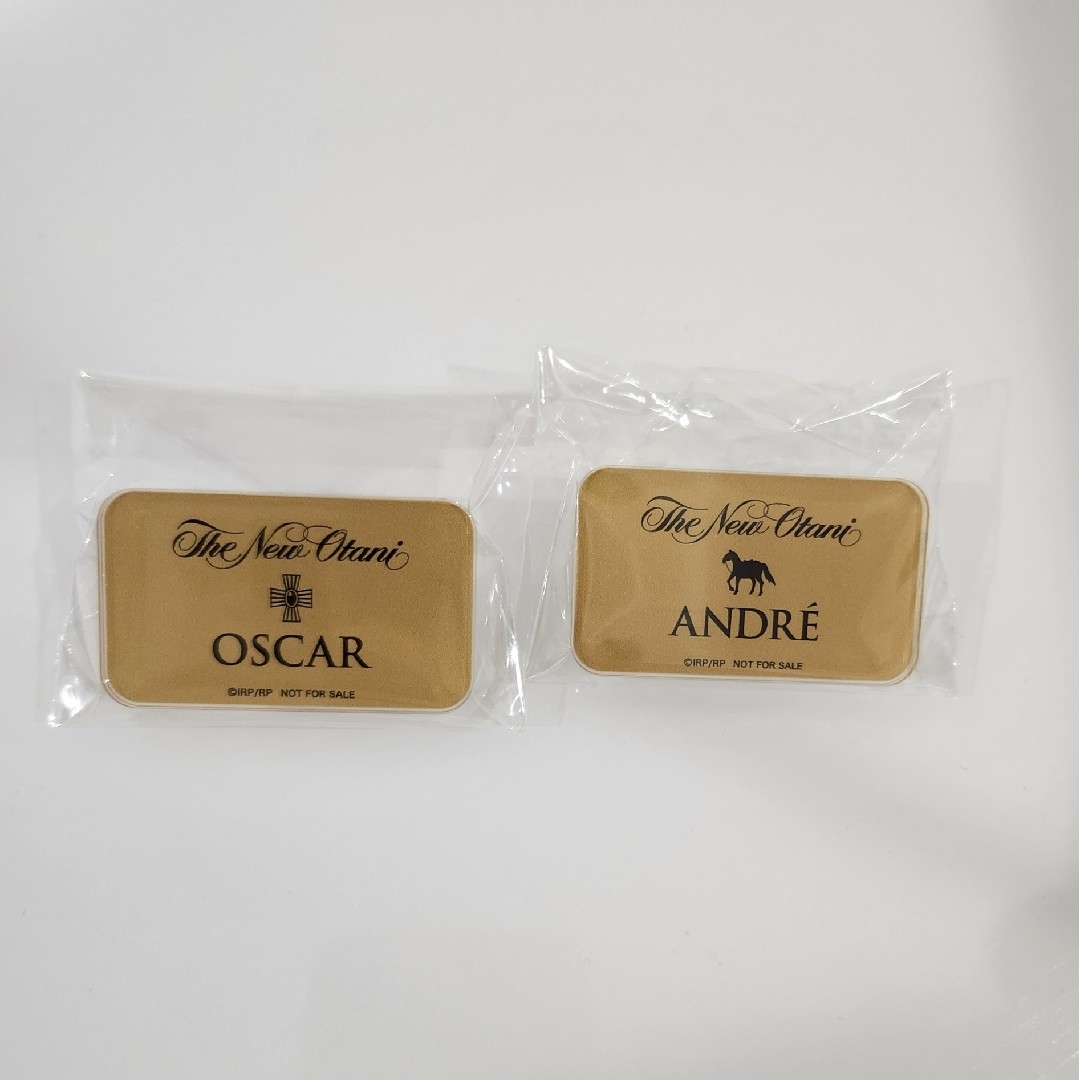 The New Otani
OSCAR
©IRP/RP NOT FOR SALE
The New Otani
ANDRÉ
©IRP/RP NOT FOR SALE